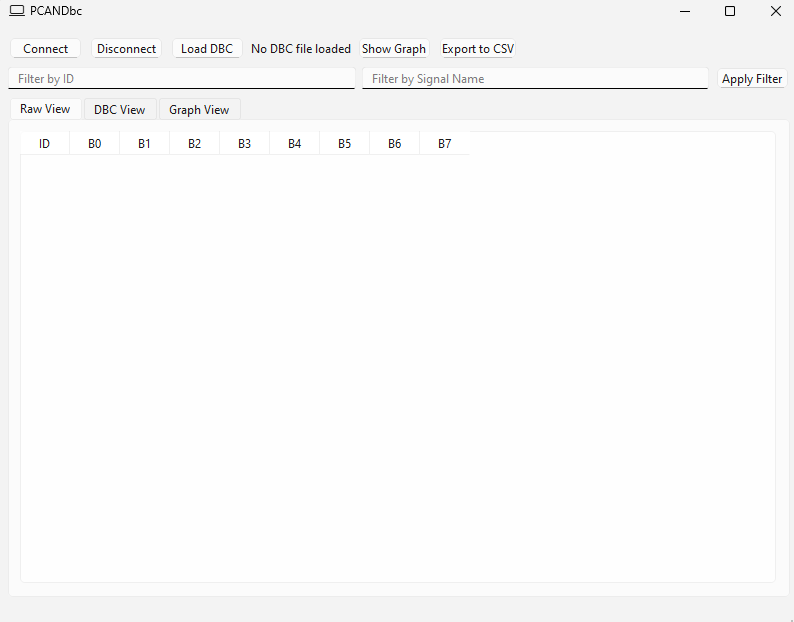 PCANDbc
Connect Disconnect Load DBC No DBC file loaded Show Graph Export to CSV
Filter by ID Filter by Signal Name Apply Filter
Raw View DBC View Graph View
ID B0 B1 B2 B3 B4 B5 B6 B7